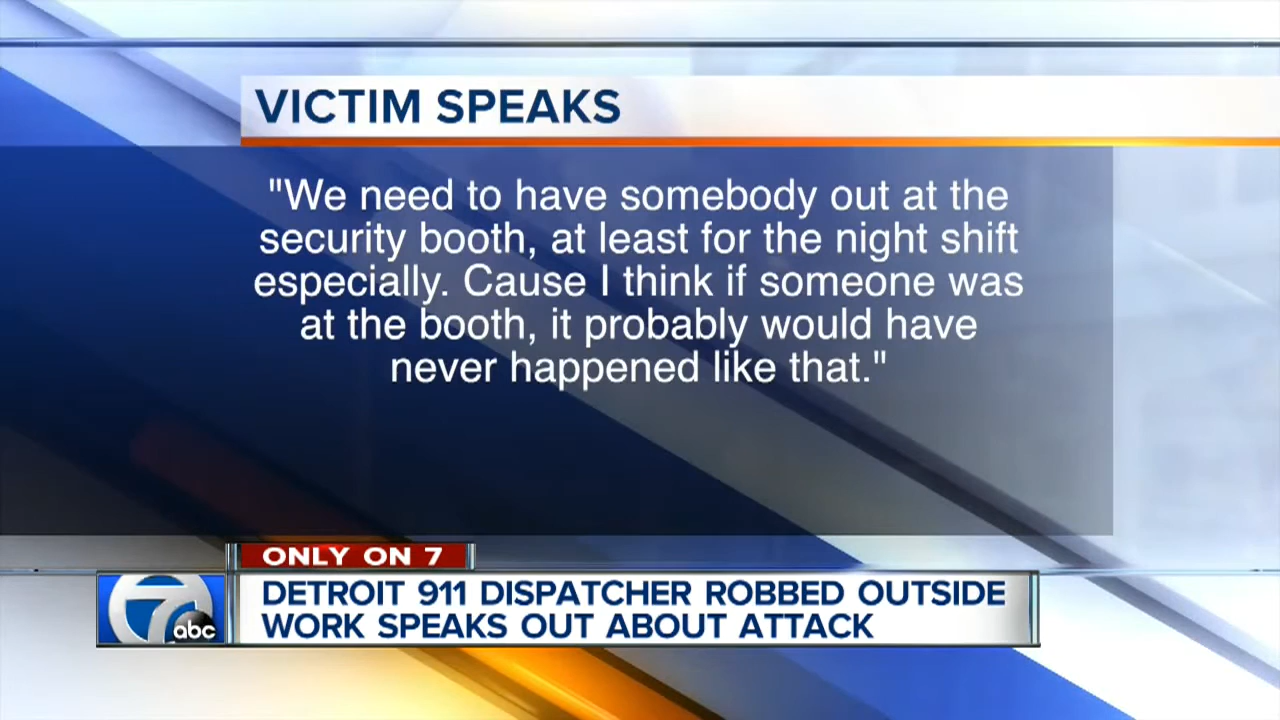 VICTIM SPEAKS
"We need to have somebody out at the
security booth, at least for the night shift
especially. Cause I think if someone was
at the booth, it probably would have
never happened like that."
ONLY ON 7
DETROIT 911 DISPATCHER ROBBED OUTSIDE
WORK SPEAKS OUT ABOUT ATTACK
7 abc